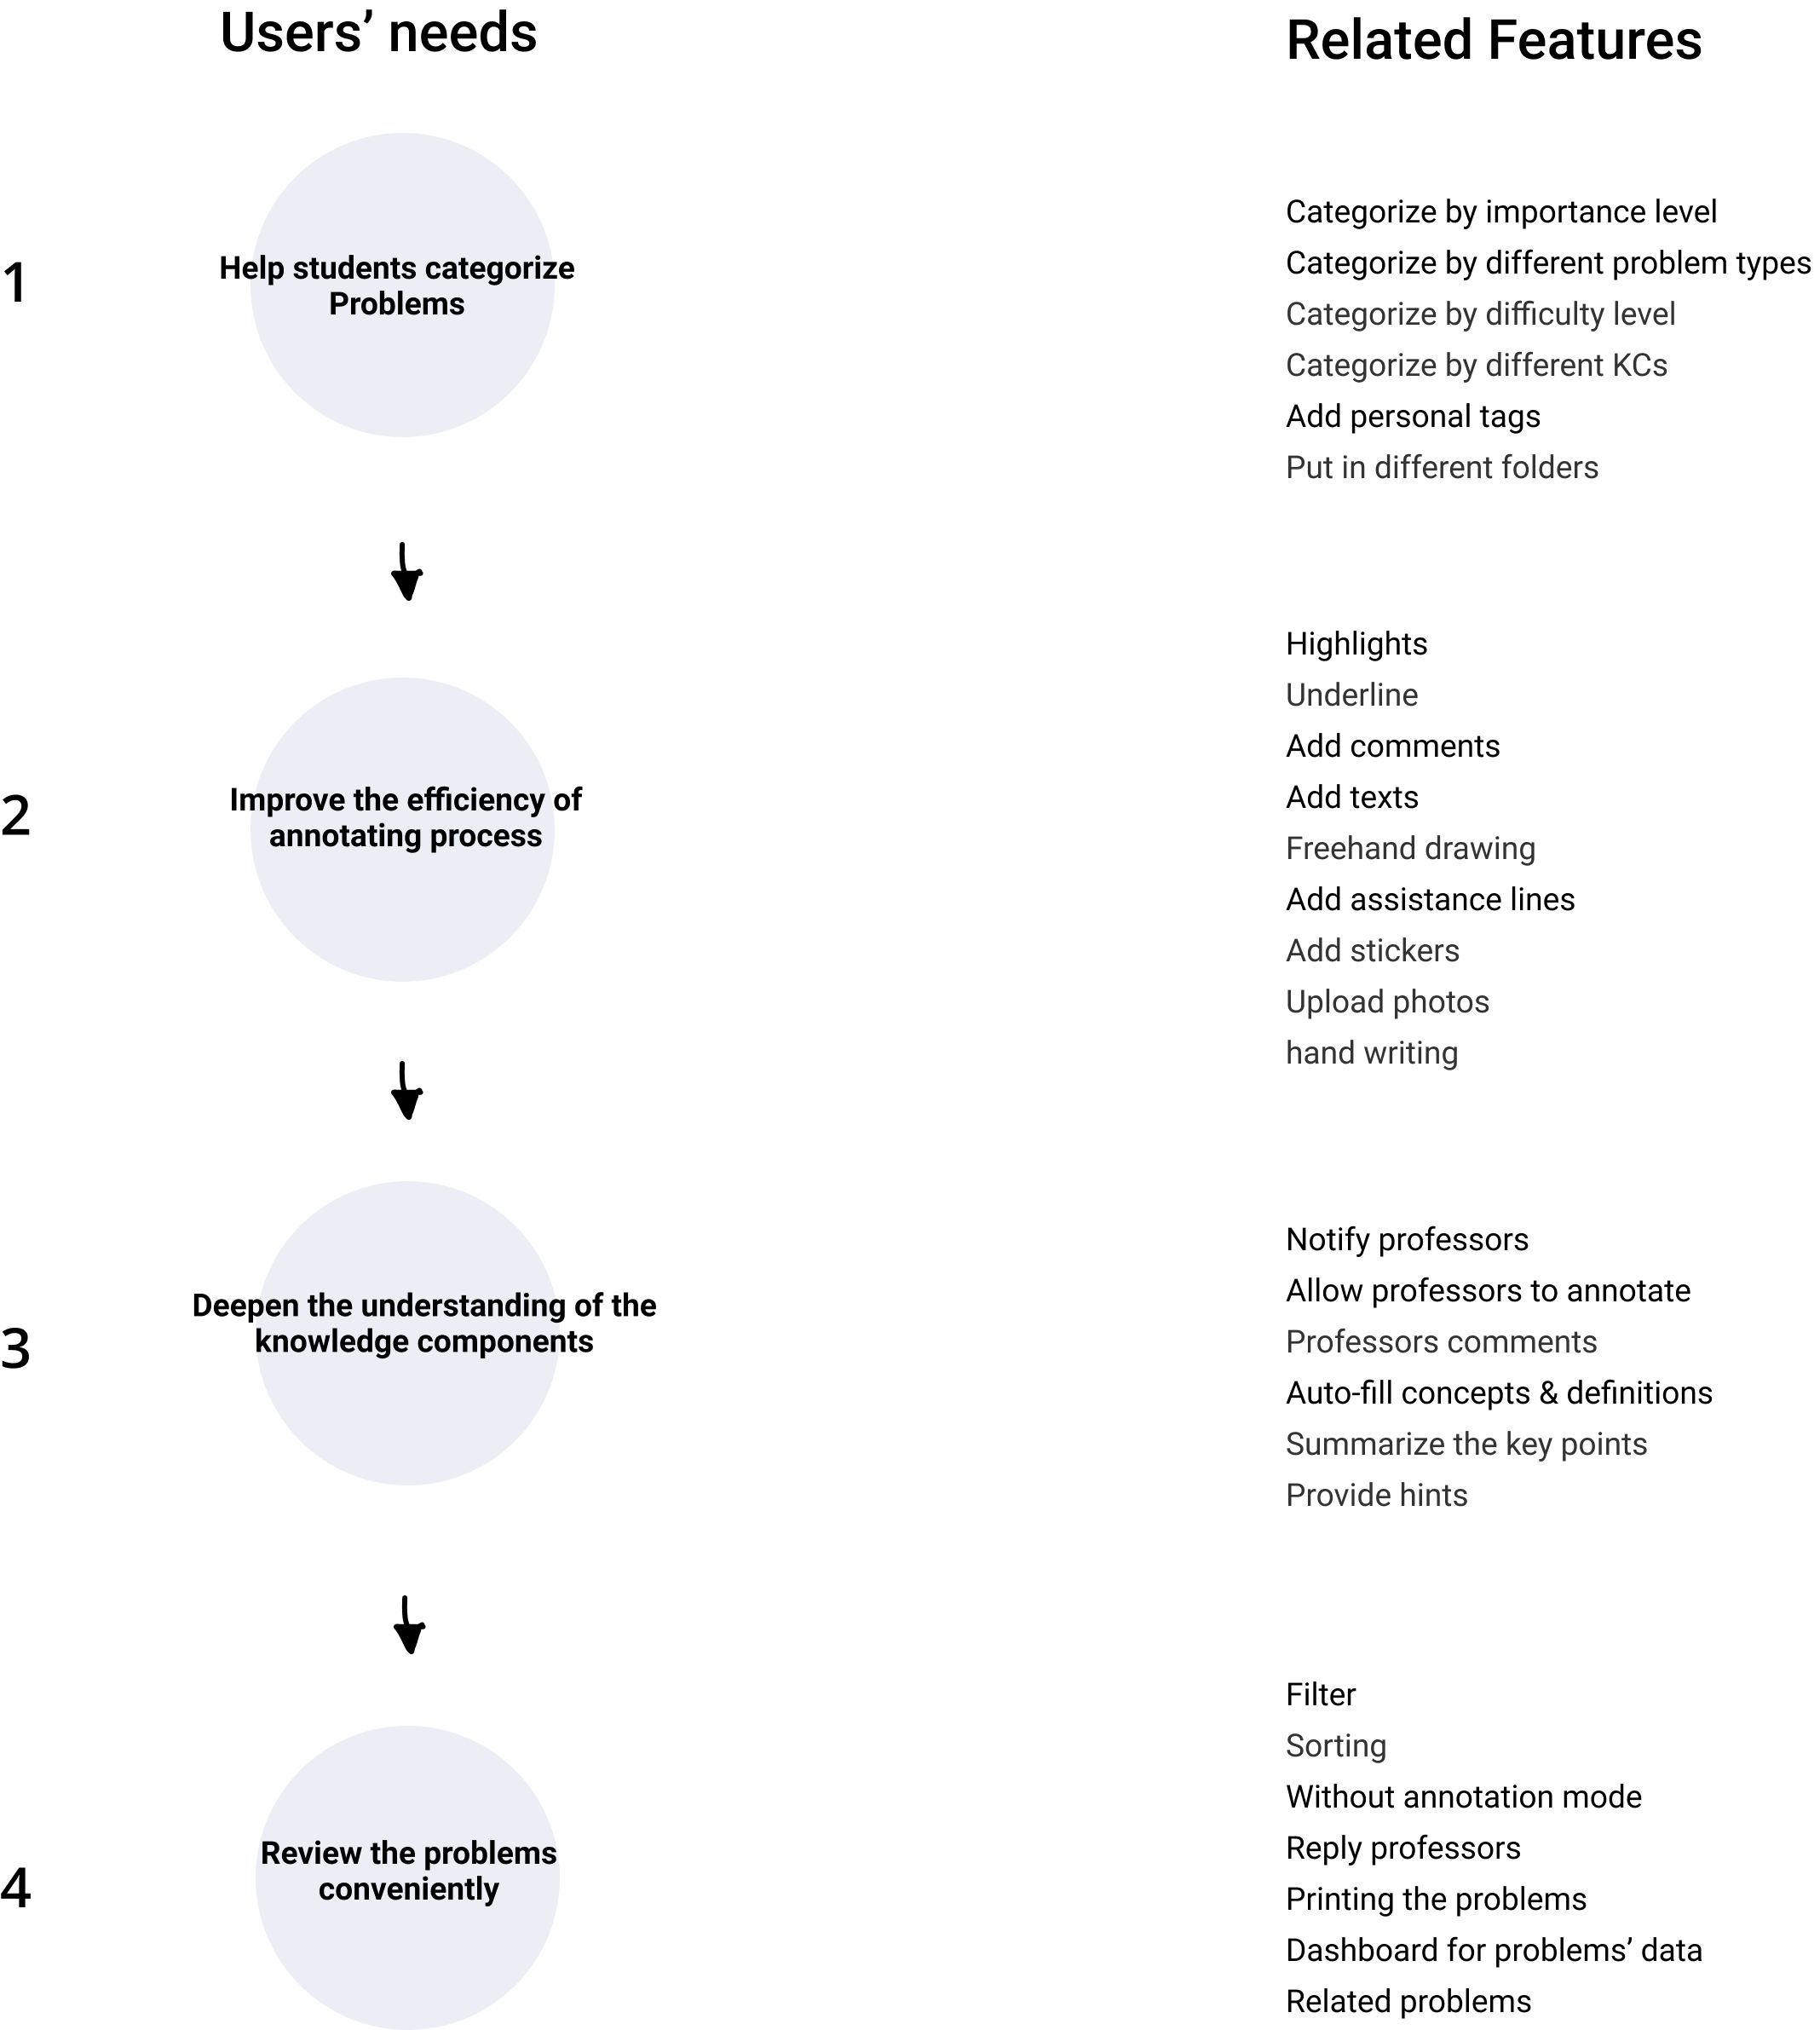 Users’ needs
Related Features
1
Help students categorize
Problems
Categorize by importance level
Categorize by different problem types
Categorize by difficulty level
Categorize by different KCs
Add personal tags
Put in different folders
2
Improve the efficiency of
annotating process
Highlights
Underline
Add comments
Add texts
Freehand drawing
Add assistance lines
Add stickers
Upload photos
hand writing
3
Deepen the understanding of the
knowledge components
Notify professors
Allow professors to annotate
Professors comments
Auto-fill concepts & definitions
Summarize the key points
Provide hints
4
Review the problems
conveniently
Filter
Sorting
Without annotation mode
Reply professors
Printing the problems
Dashboard for problems’ data
Related problems